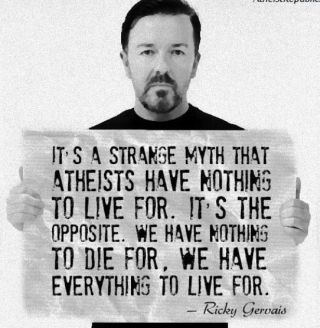 AtheistRepublic
IT'S A STRANGE MYTH THAT
ATHEISTS HAVE NOTHING
TO LIVE FOR. IT'S THE
OPPOSITE. WE HAVE NOTHING
TO DIE FOR, WE HAVE
EVERYTHING TO LIVE FOR.
— Ricky Gervais